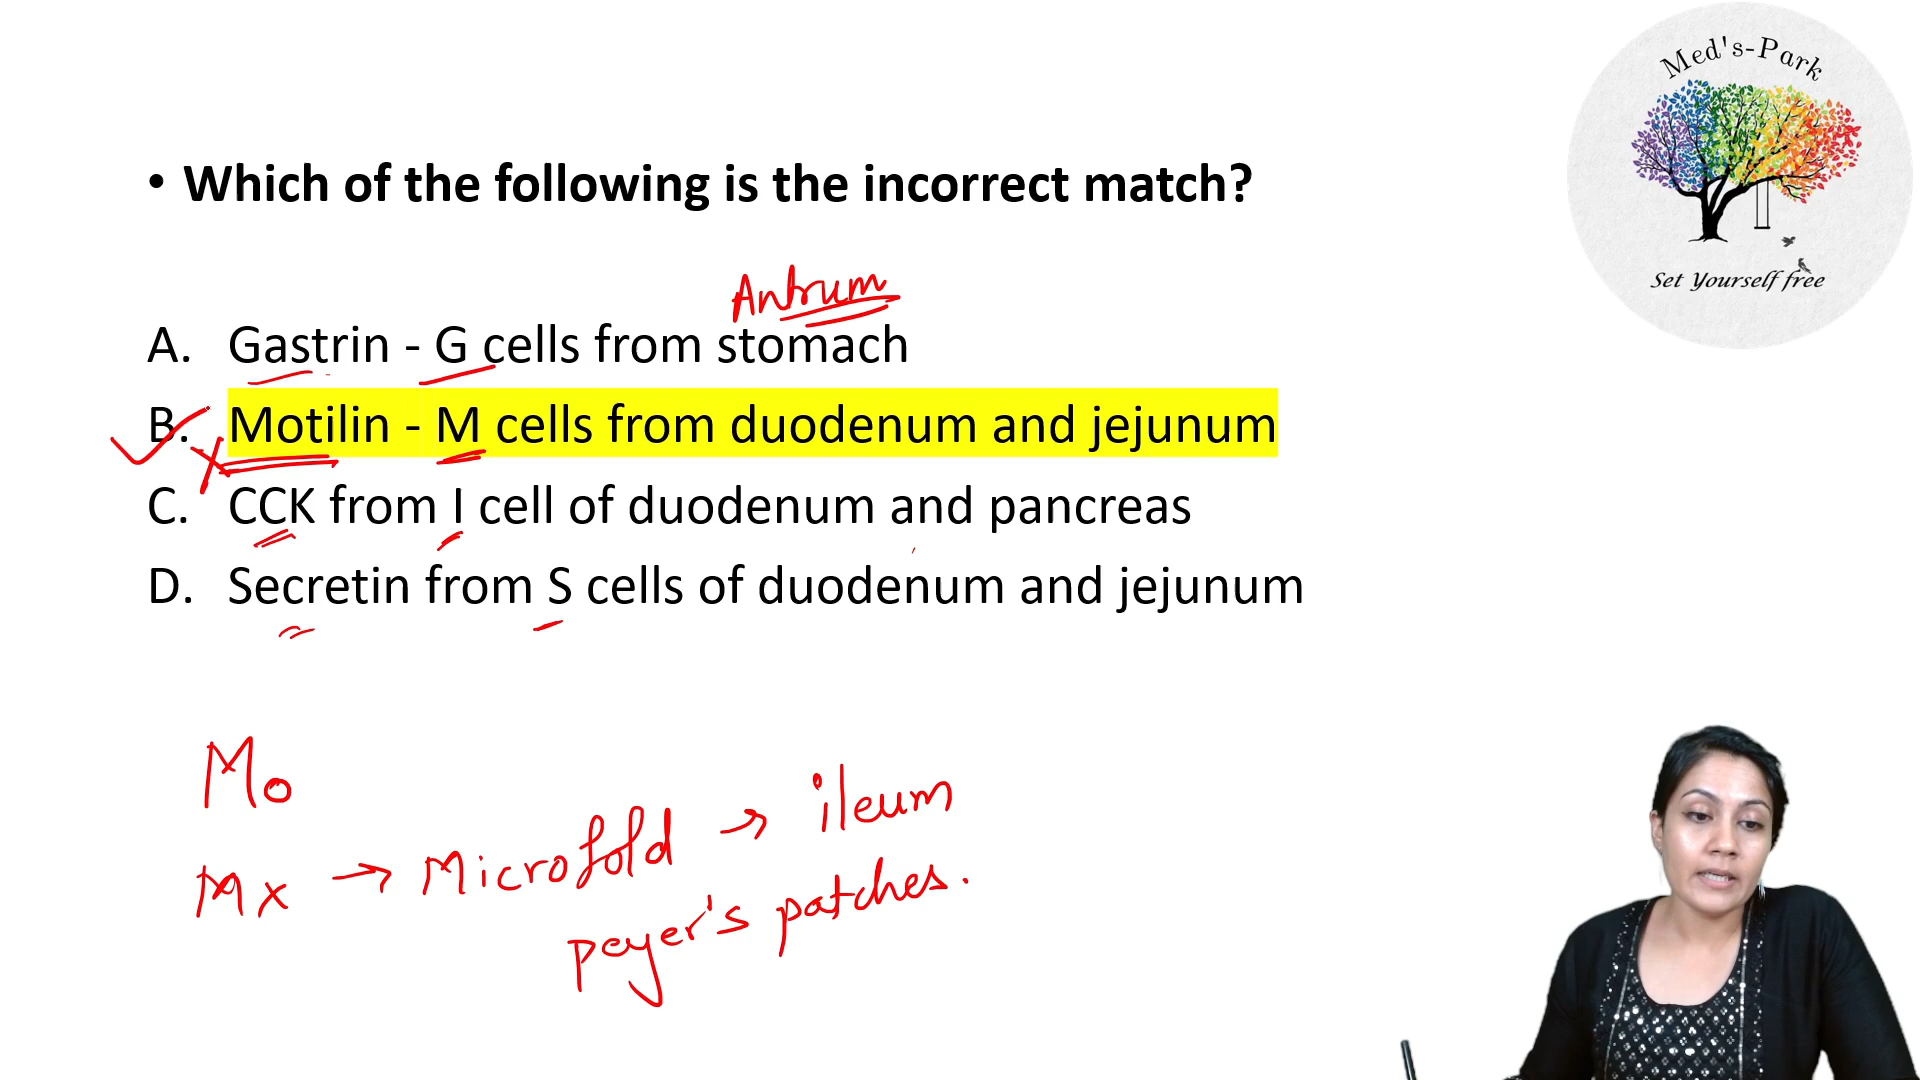 Med's-Park
Set Yourself free
• Which of the following is the incorrect match?
Antrum
A. Gastrin - G cells from stomach
B. Motilin - M cells from duodenum and jejunum
C. CCK from I cell of duodenum and pancreas
D. Secretin from S cells of duodenum and jejunum
Mo
Mx → Microfold → ileum
peyer's patches.